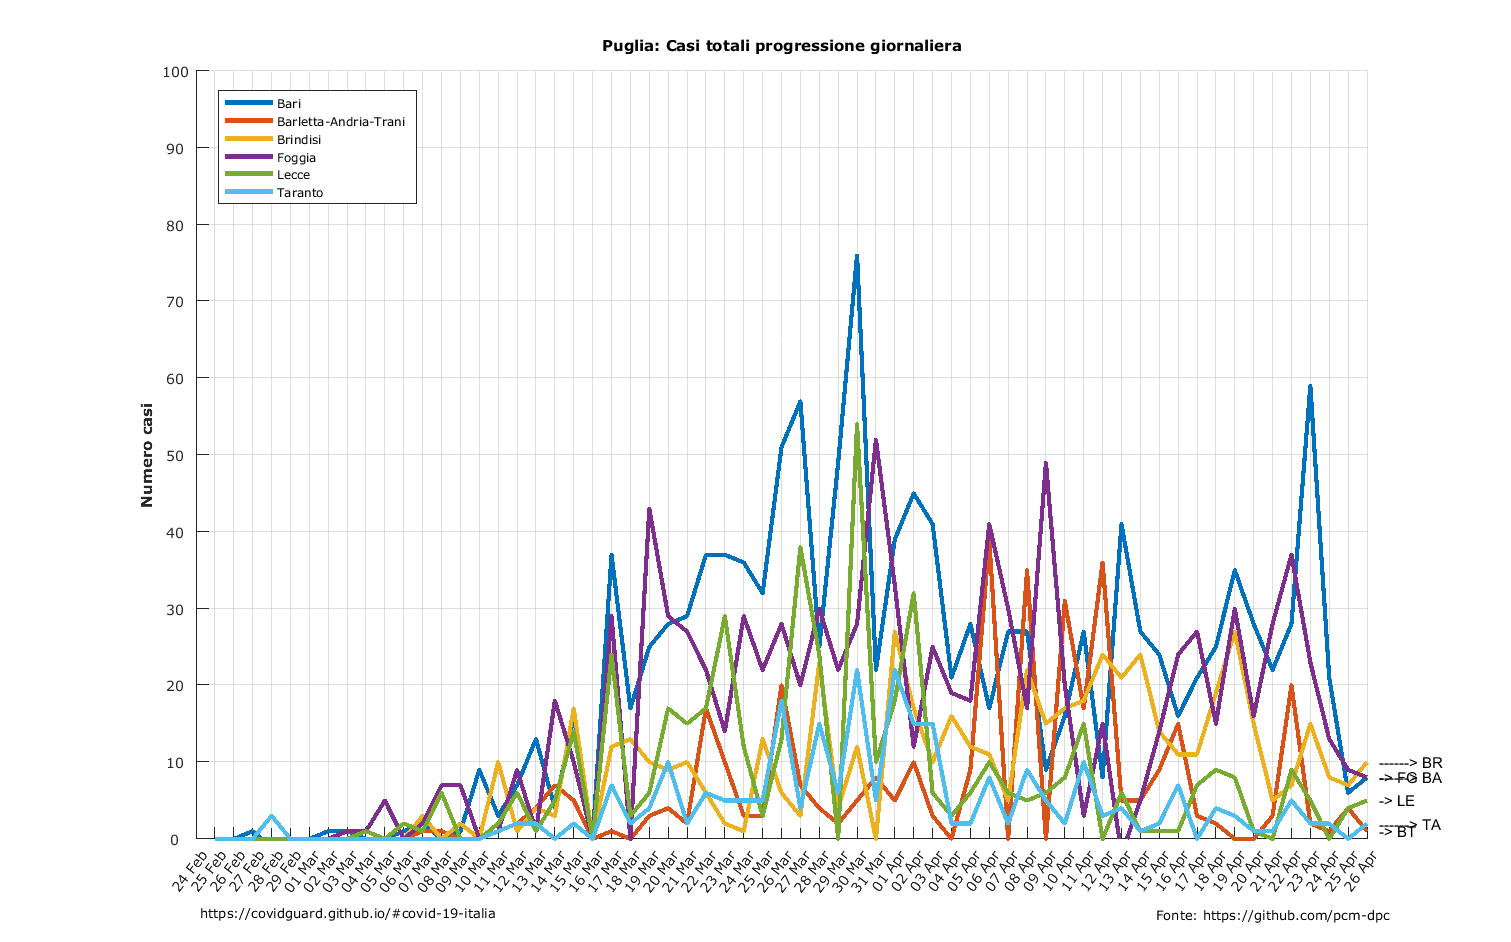 Puglia: Casi totali progressione giornaliera
100
90
80
70
60
50
40
30
20
10
0
Numero casi
Bari
Barletta-Andria-Trani
Brindisi
Foggia
Lecce
Taranto
------> BR
-> FG
------> BA
-> LE
------> TA
-> BT
24 Feb
25 Feb
26 Feb
27 Feb
28 Feb
29 Feb
01 Mar
02 Mar
03 Mar
04 Mar
05 Mar
06 Mar
07 Mar
08 Mar
09 Mar
10 Mar
11 Mar
12 Mar
13 Mar
14 Mar
15 Mar
16 Mar
17 Mar
18 Mar
19 Mar
20 Mar
21 Mar
22 Mar
23 Mar
24 Mar
25 Mar
26 Mar
27 Mar
28 Mar
29 Mar
30 Mar
31 Mar
01 Apr
02 Apr
03 Apr
04 Apr
05 Apr
06 Apr
07 Apr
08 Apr
09 Apr
10 Apr
11 Apr
12 Apr
13 Apr
14 Apr
15 Apr
16 Apr
17 Apr
18 Apr
19 Apr
20 Apr
21 Apr
22 Apr
23 Apr
24 Apr
25 Apr
26 Apr
https://covidguard.github.io/#covid-19-italia
Fonte: https://github.com/pcm-dpc